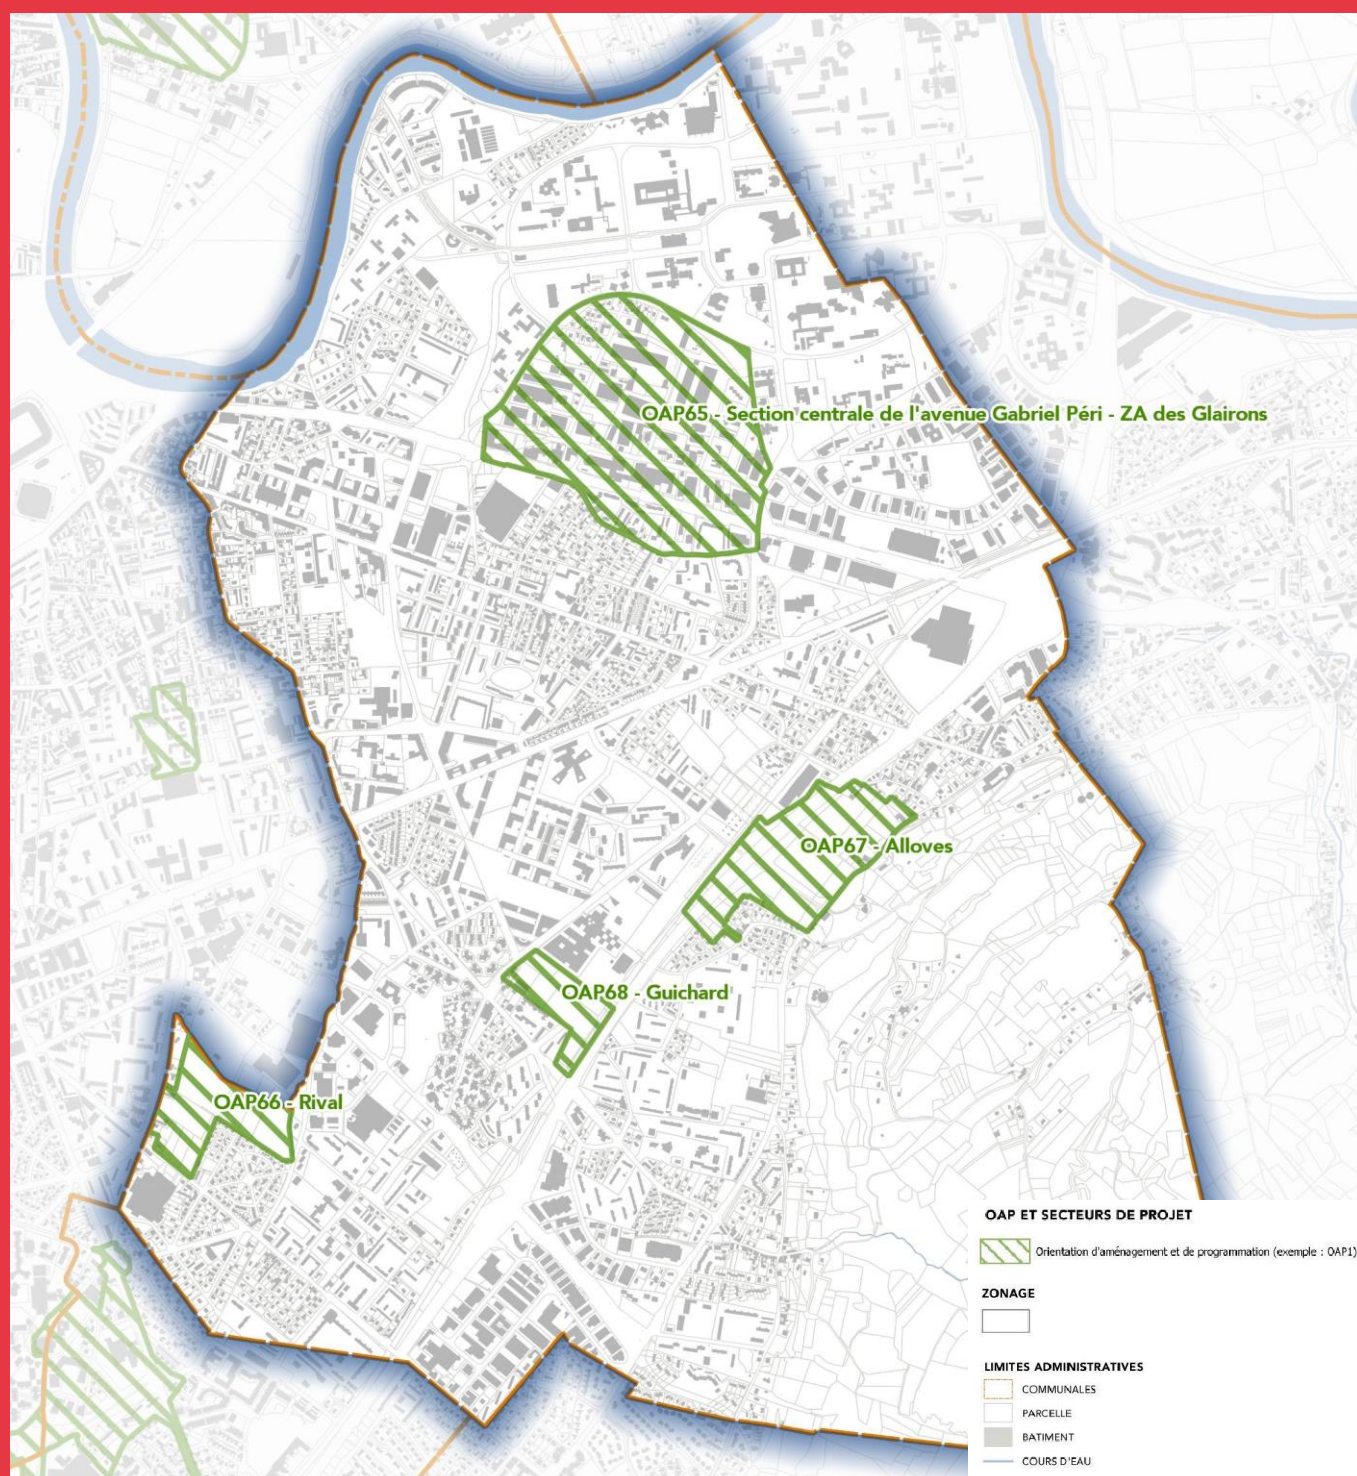 OAP65 - Section centrale de l'avenue Gabriel Péri - ZA des Glairons
OAP67 - Alloves
OAP68 - Guichard
OAP66 - Rival
OAP ET SECTEURS DE PROJET
Orientation d'aménagement et de programmation (exemple : OAP1)
ZONAGE
LIMITES ADMINISTRATIVES
COMMUNALES
PARCELLE
BATIMENT
COURS D'EAU